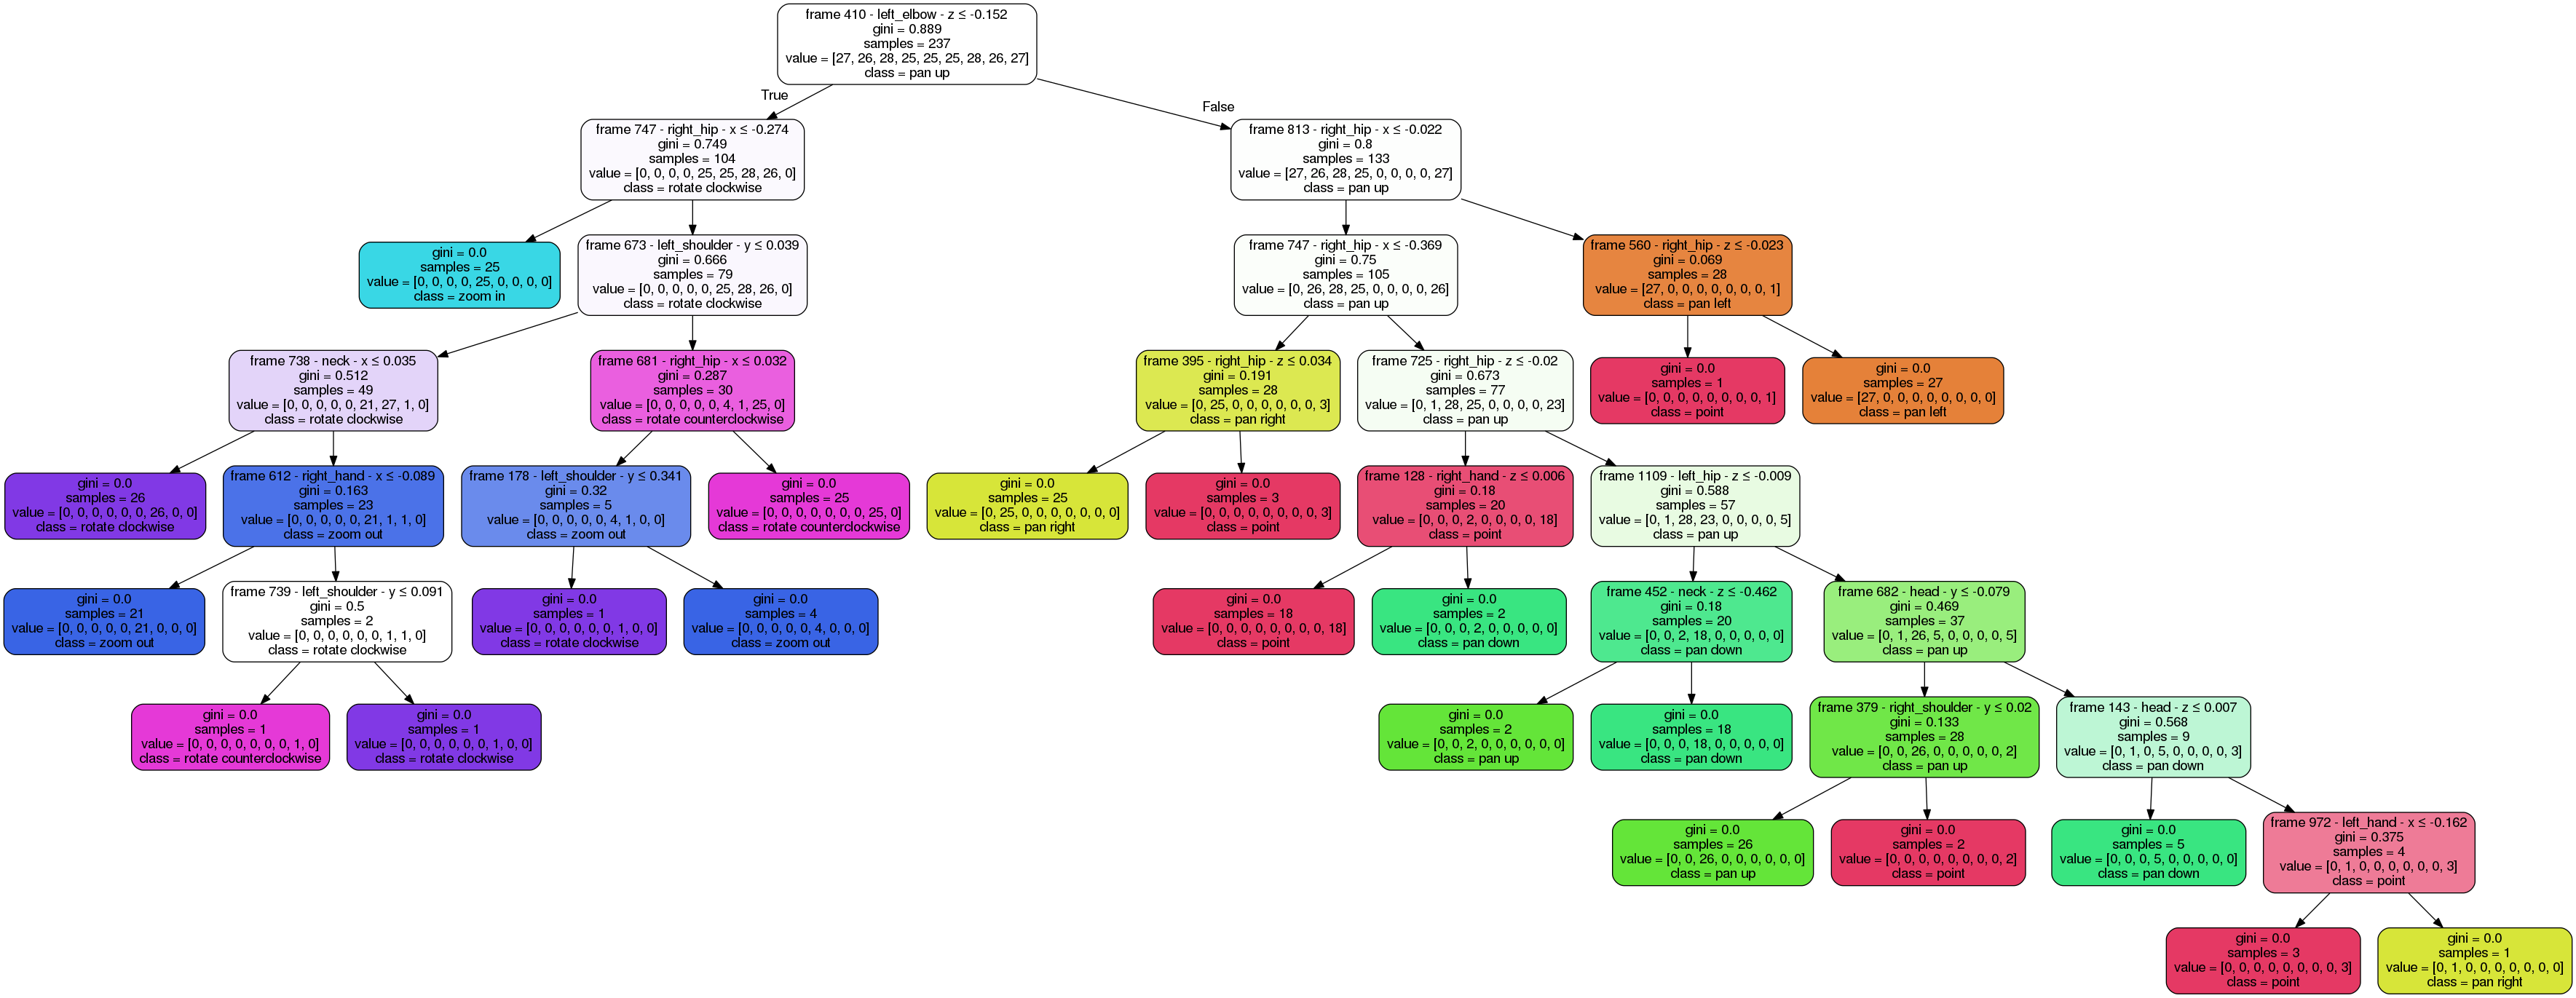 frame 410 - left_elbow - z ≤ -0.152
gini = 0.889
samples = 237
value = [27, 26, 28, 25, 25, 25, 28, 26, 27]
class = pan up
True
False
frame 747 - right_hip - x ≤ -0.274
gini = 0.749
samples = 104
value = [0, 0, 0, 0, 25, 25, 28, 26, 0]
class = rotate clockwise
frame 813 - right_hip - x ≤ -0.022
gini = 0.8
samples = 133
value = [27, 26, 28, 25, 0, 0, 0, 0, 27]
class = pan up
gini = 0.0
samples = 25
value = [0, 0, 0, 0, 25, 0, 0, 0, 0]
class = zoom in
frame 673 - left_shoulder - y ≤ 0.039
gini = 0.666
samples = 79
value = [0, 0, 0, 0, 0, 25, 28, 26, 0]
class = rotate clockwise
frame 747 - right_hip - x ≤ -0.369
gini = 0.75
samples = 105
value = [0, 26, 28, 25, 0, 0, 0, 0, 26]
class = pan up
frame 560 - right_hip - z ≤ -0.023
gini = 0.069
samples = 28
value = [27, 0, 0, 0, 0, 0, 0, 0, 1]
class = pan left
frame 738 - neck - x ≤ 0.035
gini = 0.512
samples = 49
value = [0, 0, 0, 0, 0, 21, 27, 1, 0]
class = rotate clockwise
frame 681 - right_hip - x ≤ 0.032
gini = 0.287
samples = 30
value = [0, 0, 0, 0, 0, 4, 1, 25, 0]
class = rotate counterclockwise
frame 395 - right_hip - z ≤ 0.034
gini = 0.191
samples = 28
value = [0, 25, 0, 0, 0, 0, 0, 0, 3]
class = pan right
frame 725 - right_hip - z ≤ -0.02
gini = 0.673
samples = 77
value = [0, 1, 28, 25, 0, 0, 0, 0, 23]
class = pan up
gini = 0.0
samples = 1
value = [0, 0, 0, 0, 0, 0, 0, 0, 1]
class = point
gini = 0.0
samples = 27
value = [27, 0, 0, 0, 0, 0, 0, 0, 0]
class = pan left
gini = 0.0
samples = 26
value = [0, 0, 0, 0, 0, 0, 26, 0, 0]
class = rotate clockwise
frame 612 - right_hand - x ≤ -0.089
gini = 0.163
samples = 23
value = [0, 0, 0, 0, 0, 21, 1, 1, 0]
class = zoom out
frame 178 - left_shoulder - y ≤ 0.341
gini = 0.32
samples = 5
value = [0, 0, 0, 0, 0, 4, 1, 0, 0]
class = zoom out
gini = 0.0
samples = 25
value = [0, 0, 0, 0, 0, 0, 0, 25, 0]
class = rotate counterclockwise
gini = 0.0
samples = 25
value = [0, 25, 0, 0, 0, 0, 0, 0, 0]
class = pan right
gini = 0.0
samples = 3
value = [0, 0, 0, 0, 0, 0, 0, 0, 3]
class = point
frame 128 - right_hand - z ≤ 0.006
gini = 0.18
samples = 20
value = [0, 0, 0, 2, 0, 0, 0, 0, 18]
class = point
frame 1109 - left_hip - z ≤ -0.009
gini = 0.588
samples = 57
value = [0, 1, 28, 23, 0, 0, 0, 0, 5]
class = pan up
gini = 0.0
samples = 21
value = [0, 0, 0, 0, 0, 21, 0, 0, 0]
class = zoom out
frame 739 - left_shoulder - y ≤ 0.091
gini = 0.5
samples = 2
value = [0, 0, 0, 0, 0, 0, 1, 1, 0]
class = rotate clockwise
gini = 0.0
samples = 1
value = [0, 0, 0, 0, 0, 0, 1, 0, 0]
class = rotate clockwise
gini = 0.0
samples = 4
value = [0, 0, 0, 0, 0, 4, 0, 0, 0]
class = zoom out
gini = 0.0
samples = 18
value = [0, 0, 0, 0, 0, 0, 0, 0, 18]
class = point
gini = 0.0
samples = 2
value = [0, 0, 0, 2, 0, 0, 0, 0, 0]
class = pan down
frame 452 - neck - z ≤ -0.462
gini = 0.18
samples = 20
value = [0, 0, 2, 18, 0, 0, 0, 0, 0]
class = pan down
frame 682 - head - y ≤ -0.079
gini = 0.469
samples = 37
value = [0, 1, 26, 5, 0, 0, 0, 0, 5]
class = pan up
gini = 0.0
samples = 1
value = [0, 0, 0, 0, 0, 0, 0, 1, 0]
class = rotate counterclockwise
gini = 0.0
samples = 1
value = [0, 0, 0, 0, 0, 0, 1, 0, 0]
class = rotate clockwise
gini = 0.0
samples = 2
value = [0, 0, 2, 0, 0, 0, 0, 0, 0]
class = pan up
gini = 0.0
samples = 18
value = [0, 0, 0, 18, 0, 0, 0, 0, 0]
class = pan down
frame 379 - right_shoulder - y ≤ 0.02
gini = 0.133
samples = 28
value = [0, 0, 26, 0, 0, 0, 0, 0, 2]
class = pan up
frame 143 - head - z ≤ 0.007
gini = 0.568
samples = 9
value = [0, 1, 0, 5, 0, 0, 0, 0, 3]
class = pan down
gini = 0.0
samples = 26
value = [0, 0, 26, 0, 0, 0, 0, 0, 0]
class = pan up
gini = 0.0
samples = 2
value = [0, 0, 0, 0, 0, 0, 0, 0, 2]
class = point
gini = 0.0
samples = 5
value = [0, 0, 0, 5, 0, 0, 0, 0, 0]
class = pan down
frame 972 - left_hand - x ≤ -0.162
gini = 0.375
samples = 4
value = [0, 1, 0, 0, 0, 0, 0, 0, 3]
class = point
gini = 0.0
samples = 3
value = [0, 0, 0, 0, 0, 0, 0, 0, 3]
class = point
gini = 0.0
samples = 1
value = [0, 1, 0, 0, 0, 0, 0, 0, 0]
class = pan right